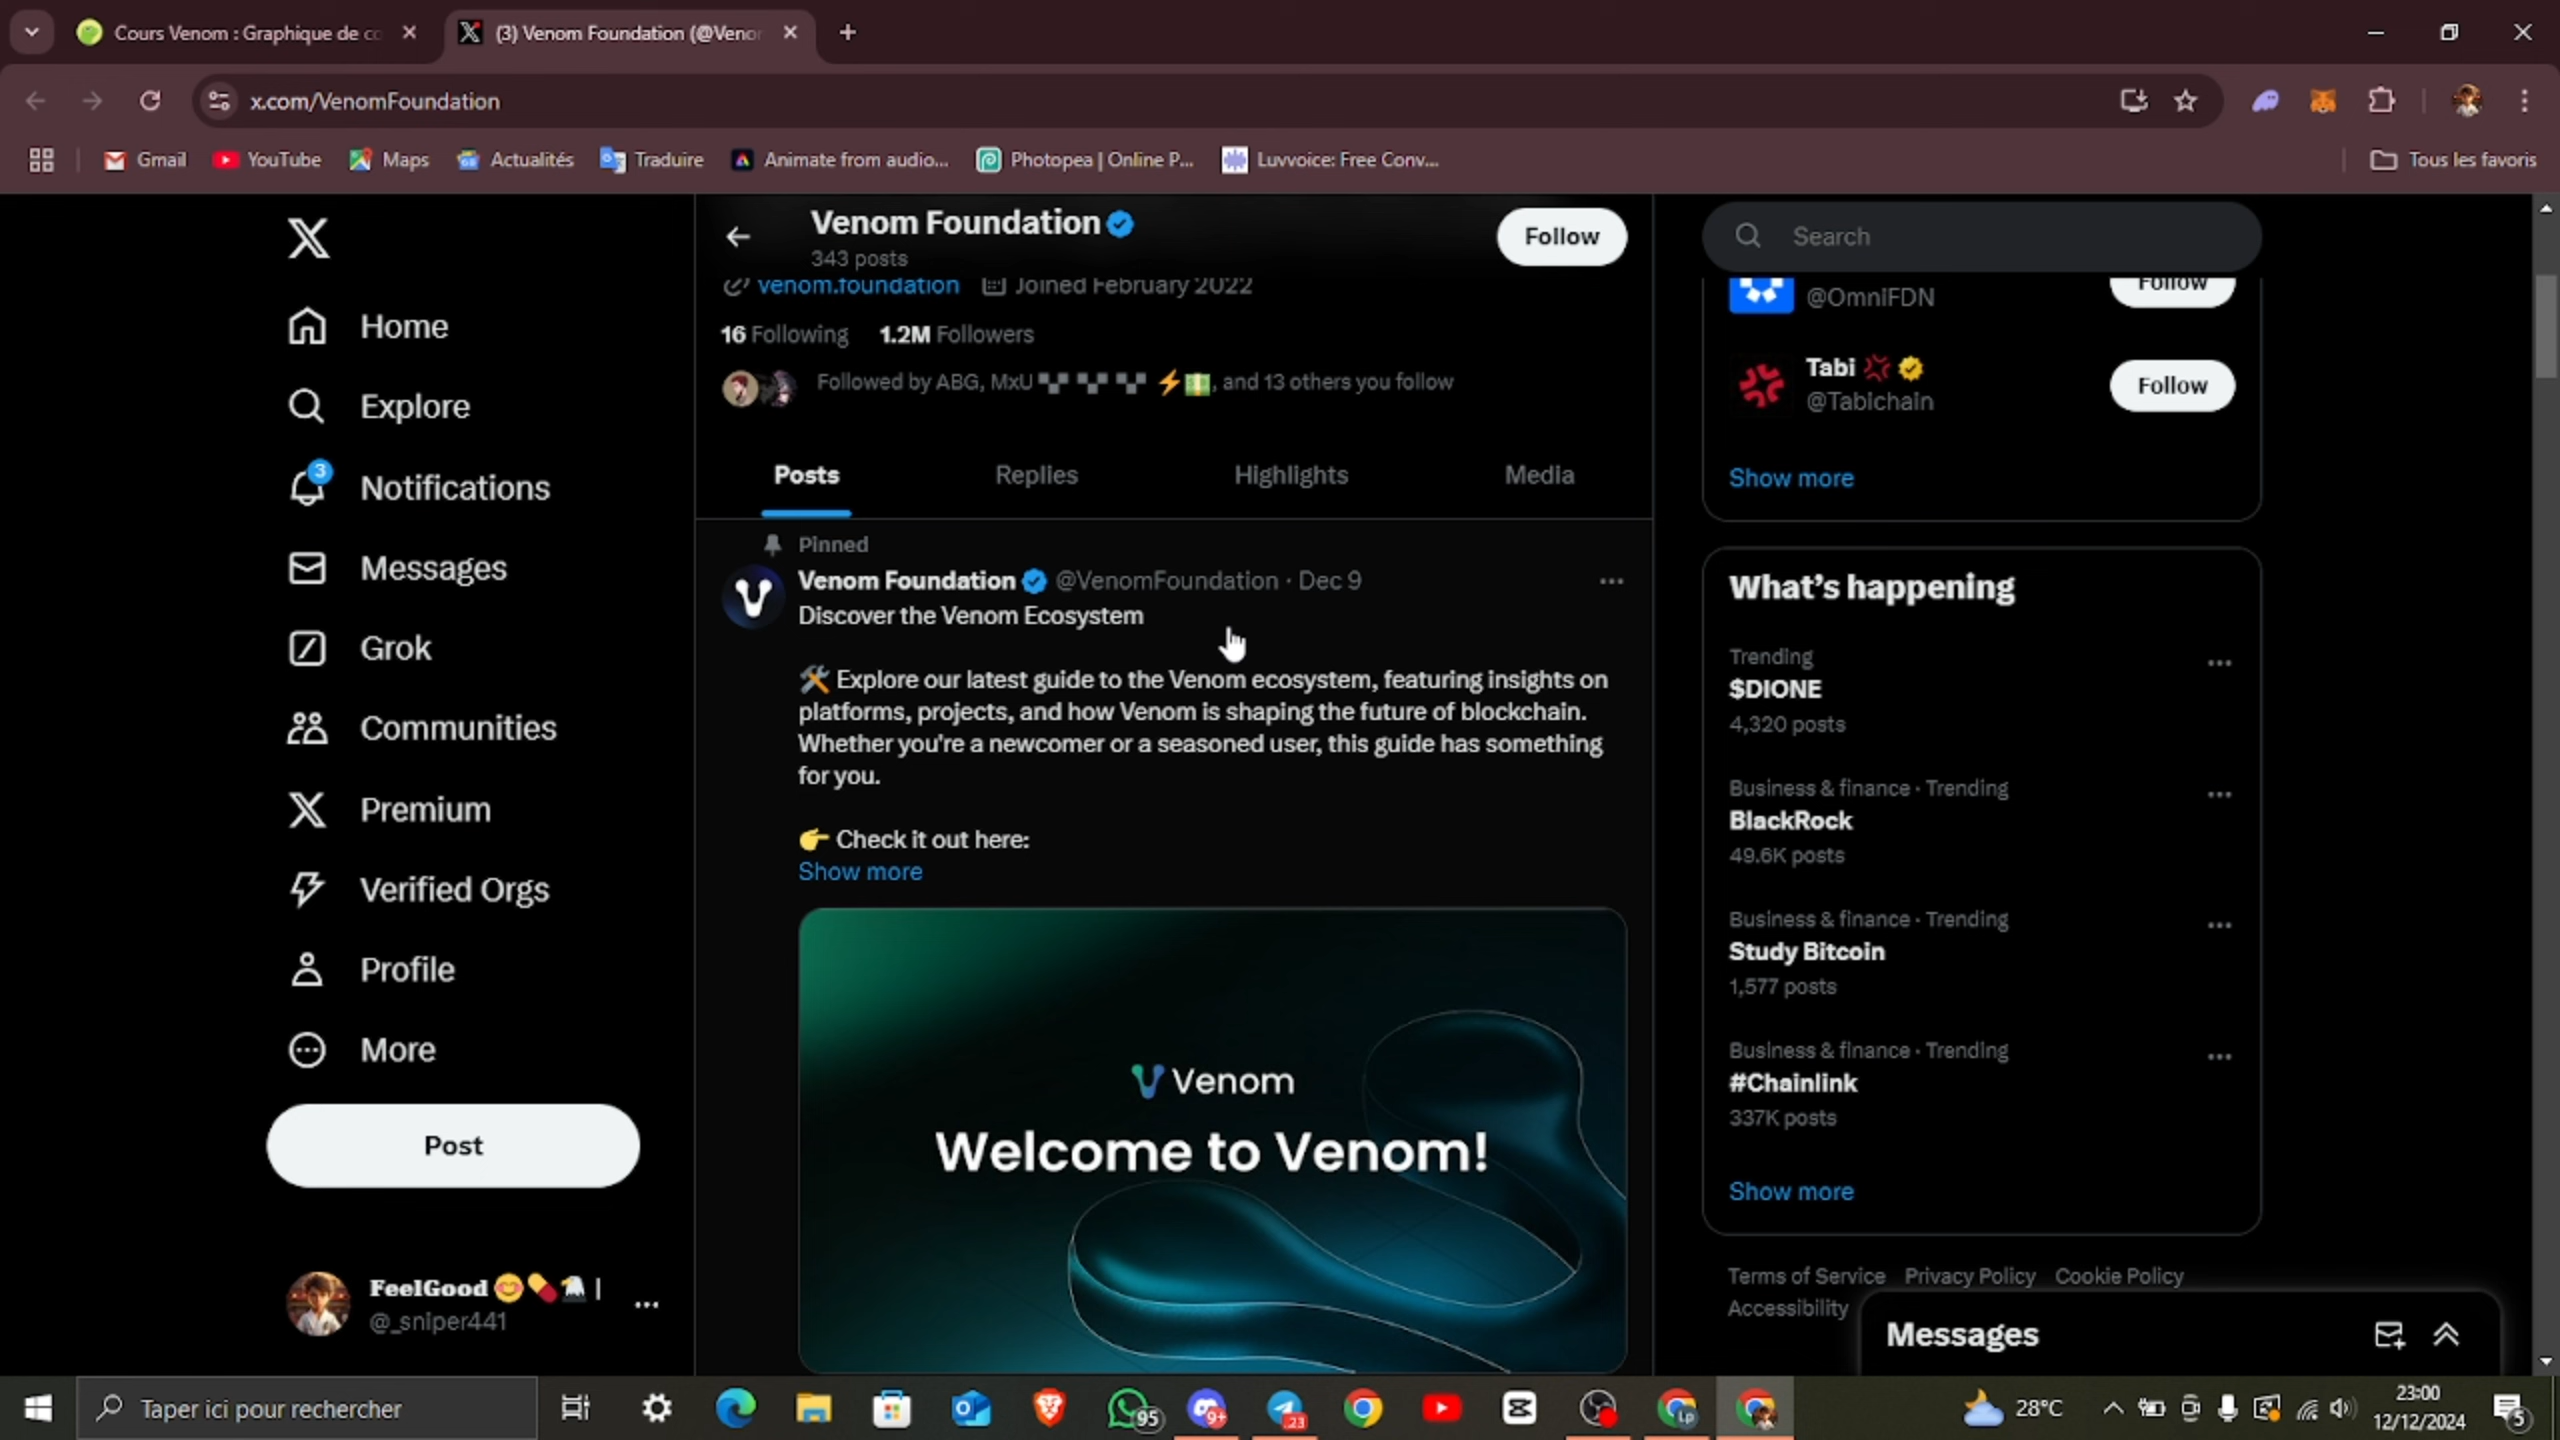 Cours Venom : Graphique de co
(3) Venom Foundation (@Venon
x.com/VenomFoundation
Gmail
YouTube
Maps
Actualités
Traduire
Animate from audio...
Photopea | Online P...
Luvvoice: Free Conv...
Tous les favoris
Home
Explore
3
Notifications
Messages
Grok
Communities
Premium
Verified Orgs
Profile
More
Post
FeelGood 😊💊 |
@_sniper441
Venom Foundation
343 posts
Follow
venom.foundation Joined February 2022
16 Following 1.2M Followers
Followed by ABG, MxU ⚡💵, and 13 others you follow
Posts
Replies
Highlights
Media
Pinned
Venom Foundation @VenomFoundation · Dec 9
Discover the Venom Ecosystem
🛠️ Explore our latest guide to the Venom ecosystem, featuring insights on
platforms, projects, and how Venom is shaping the future of blockchain.
Whether you're a newcomer or a seasoned user, this guide has something
for you.
👉 Check it out here:
Show more
Venom
Welcome to Venom!
Search
Follow
@OmniFDN
Tabi
@Tabichain
Follow
Show more
What's happening
Trending
$DIONE
4,320 posts
Business & finance · Trending
BlackRock
49.6K posts
Business & finance · Trending
Study Bitcoin
1,577 posts
Business & finance · Trending
#Chainlink
337K posts
Show more
Terms of Service Privacy Policy Cookie Policy
Accessibility
Messages
Taper ici pour rechercher
95
9+
23
Lp
28°C
23:00
12/12/2024
5